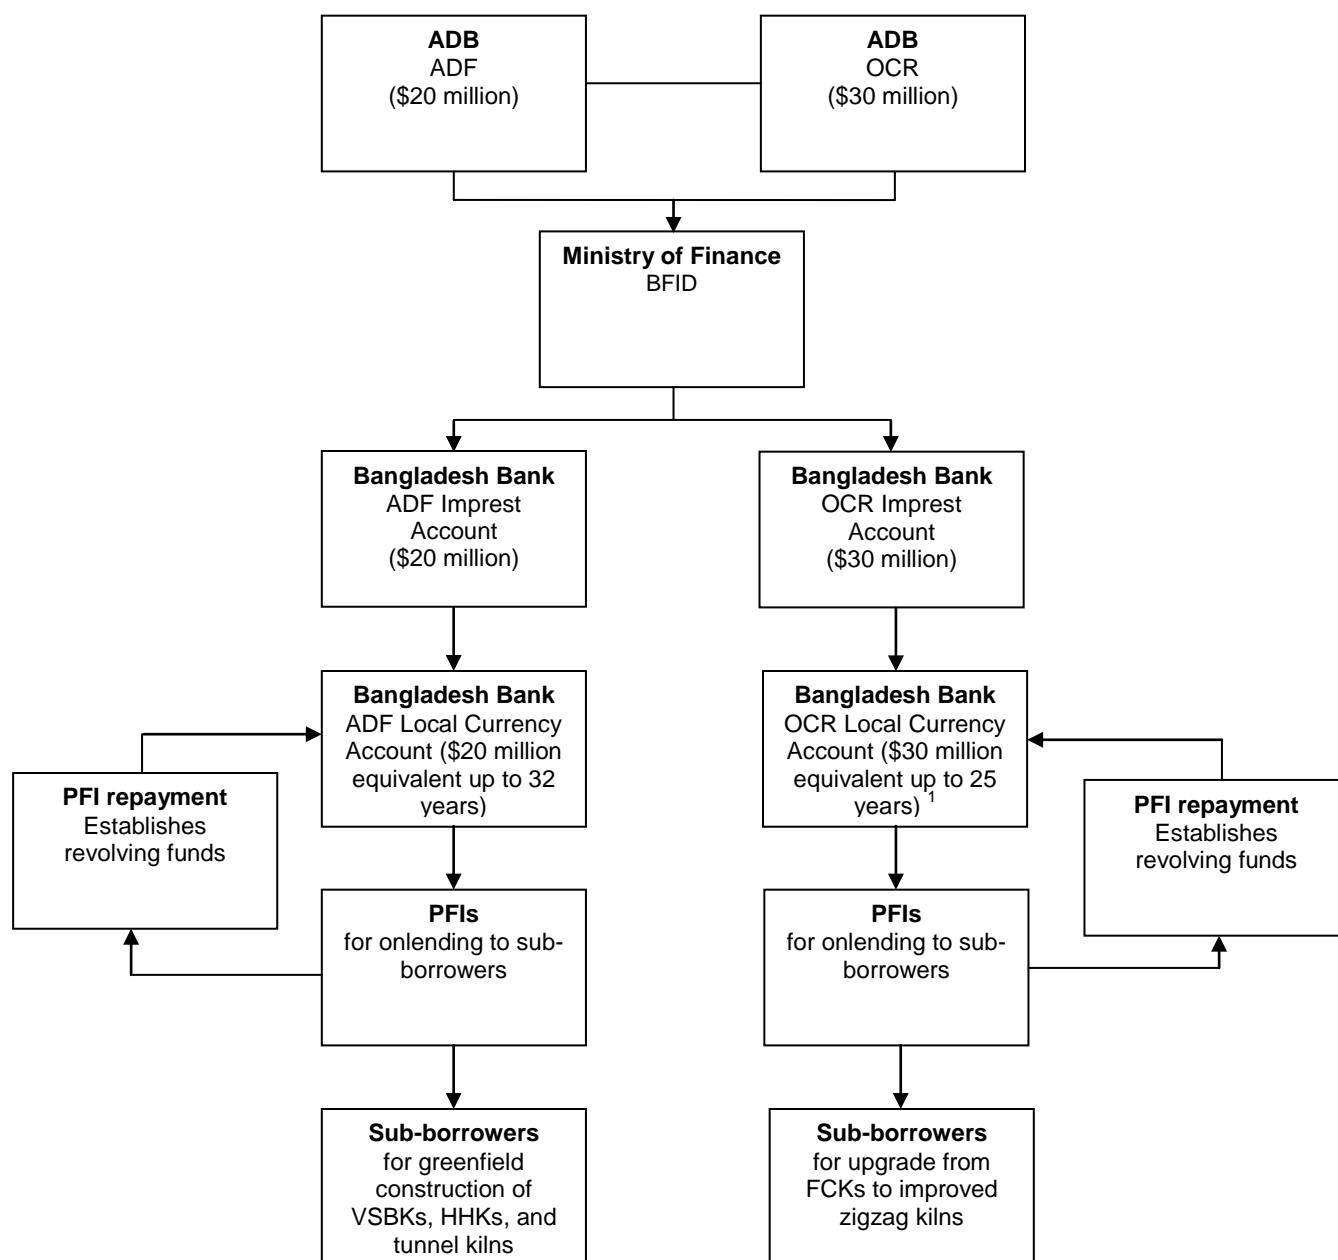 ADB
ADF
($20 million)
ADB
OCR
($30 million)
Ministry of Finance
BFID
Bangladesh Bank
ADF Imprest
Account
($20 million)
Bangladesh Bank
OCR Imprest
Account
($30 million)
Bangladesh Bank
ADF Local Currency
Account ($20 million
equivalent up to 32
years)
Bangladesh Bank
OCR Local Currency
Account ($30 million
equivalent up to 25
years) 1
PFI repayment
Establishes
revolving funds
PFI repayment
Establishes
revolving funds
PFIs
for onlending to sub-
borrowers
PFIs
for onlending to sub-
borrowers
Sub-borrowers
for greenfield
construction of
VSBKs, HHKs, and
tunnel kilns
Sub-borrowers
for upgrade from
FCKs to improved
zigzag kilns